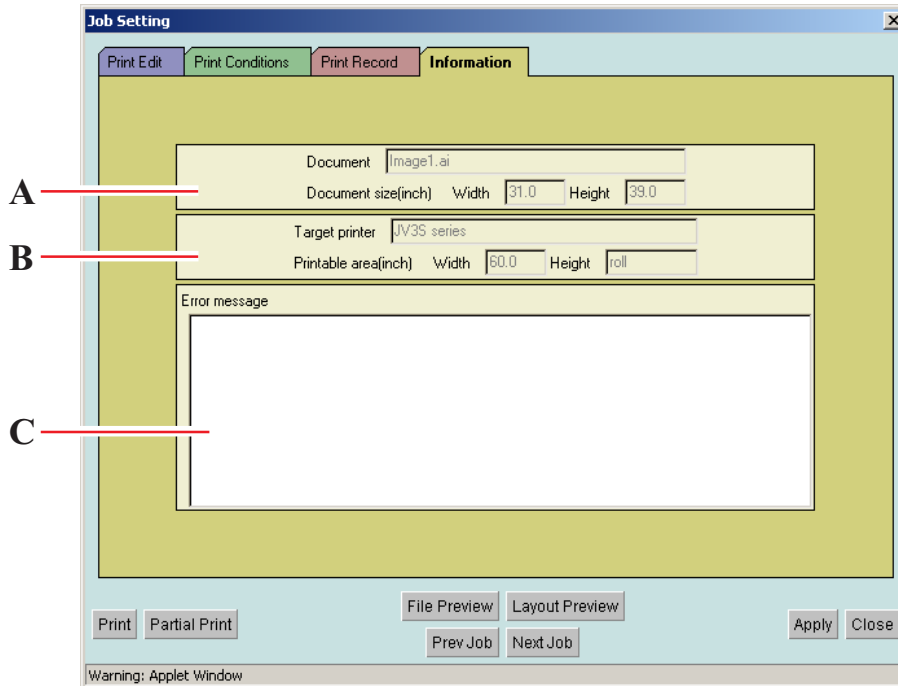 Job Setting
Print Edit Print Conditions Print Record Information
Document Image1.ai
A
Document size(inch) Width 31.0 Height 39.0
Target printer JV3S series
B
Printable area(inch) Width 60.0 Height roll
Error message
C
File Preview Layout Preview
Print Partial Print Apply Close
Prev Job Next Job
Warning: Applet Window